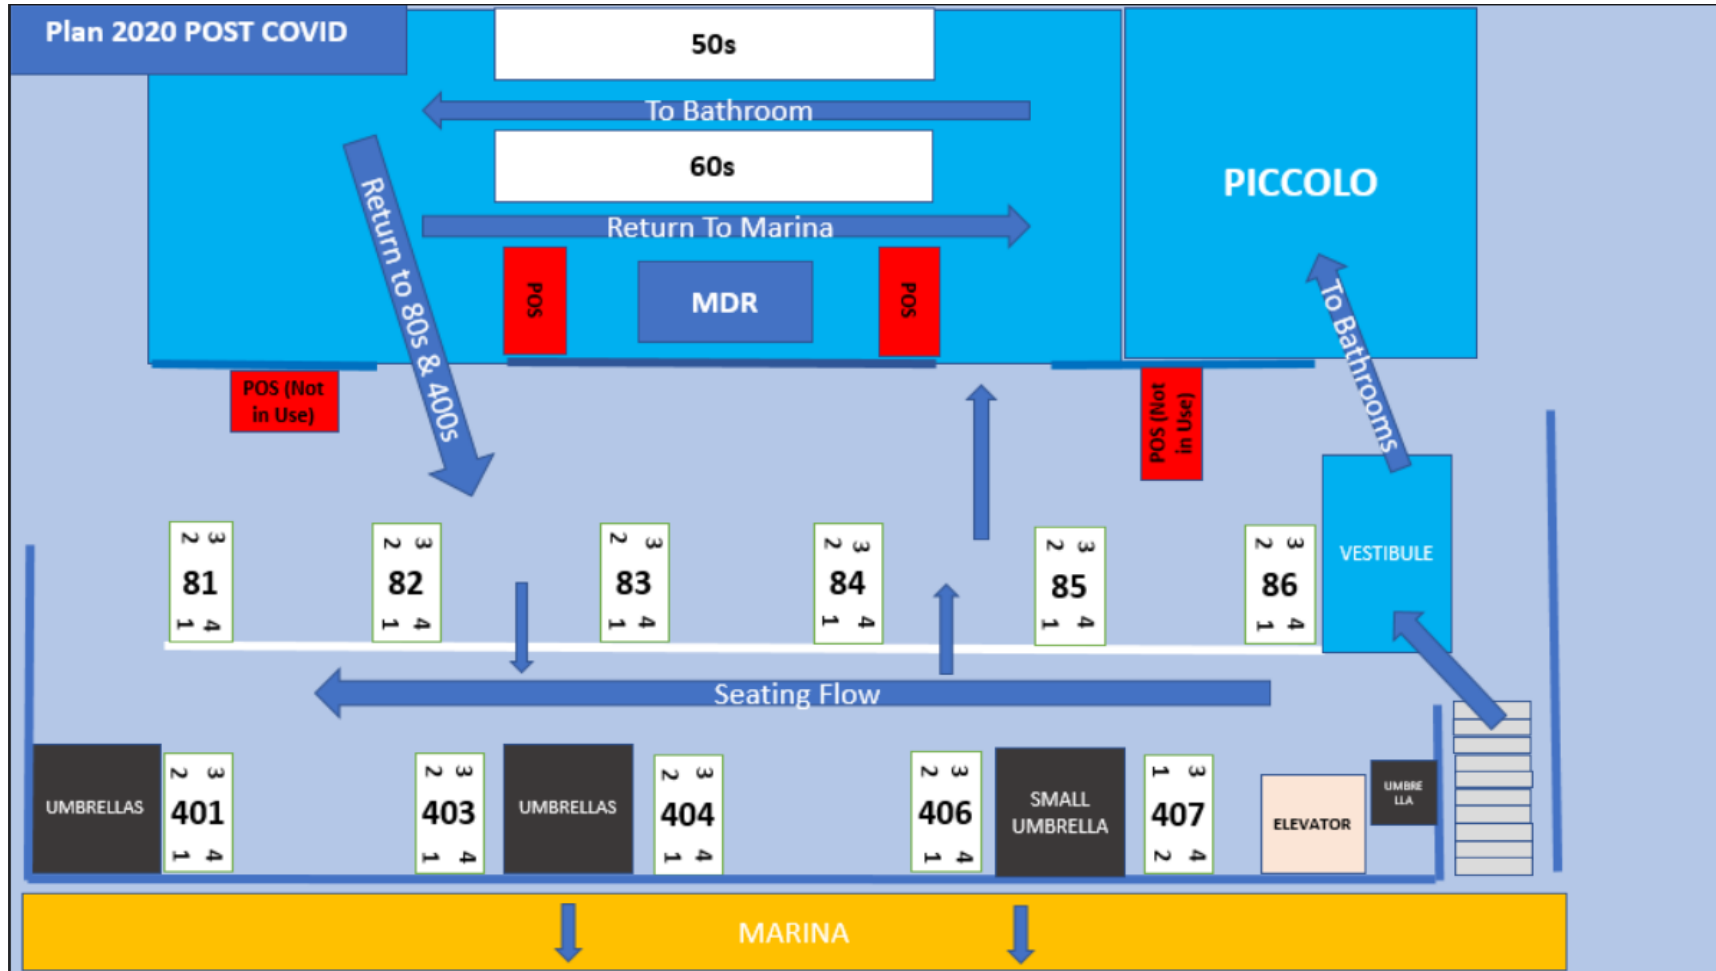 Plan 2020 POST COVID
50s
To Bathroom
60s
Return To Marina
PICCOLO
Return to 80s & 400s
POS
MDR
POS
To Bathrooms
POS (Not
in Use)
POS (Not
in Use)
2 3
81
1 4
2 3
82
1 4
2 3
83
1 4
2 3
84
1 4
2 3
85
1 4
2 3
86
1 4
VESTIBULE
Seating Flow
UMBRELLAS
2 3
401
1 4
2 3
403
1 4
UMBRELLAS
2 3
404
1 4
2 3
406
1 4
SMALL
UMBRELLA
1 3
407
2 4
ELEVATOR
UMBRE
LLA
MARINA